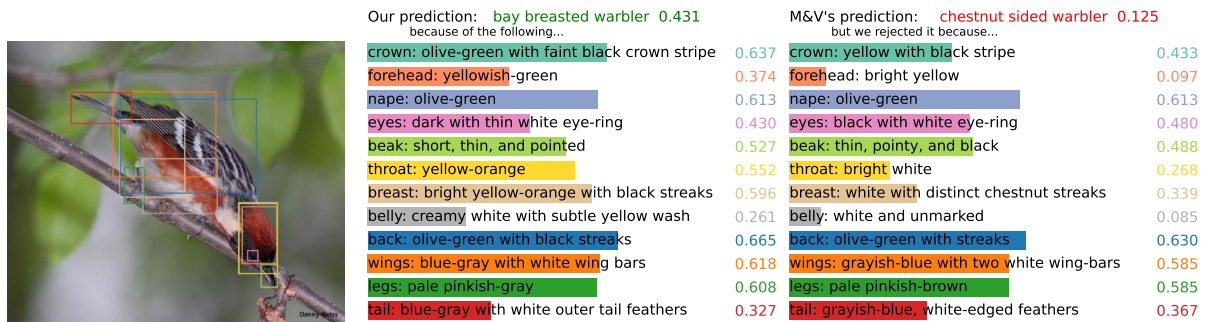 Our prediction: bay breasted warbler 0.431
because of the following...
crown: olive-green with faint black crown stripe 0.637
forehead: yellowish-green 0.374
nape: olive-green 0.613
eyes: dark with thin white eye-ring 0.430
beak: short, thin, and pointed 0.527
throat: yellow-orange 0.552
breast: bright yellow-orange with black streaks 0.596
belly: creamy white with subtle yellow wash 0.261
back: olive-green with black streaks 0.665
wings: blue-gray with white wing bars 0.618
legs: pale pinkish-gray 0.608
tail: blue-gray with white outer tail feathers 0.327
M&V's prediction: chestnut sided warbler 0.125
but we rejected it because...
crown: yellow with black stripe 0.433
forehead: bright yellow 0.097
nape: olive-green 0.613
eyes: black with white eye-ring 0.480
beak: thin, pointy, and black 0.488
throat: bright white 0.268
breast: white with distinct chestnut streaks 0.339
belly: white and unmarked 0.085
back: olive-green with streaks 0.630
wings: grayish-blue with two white wing-bars 0.585
legs: pale pinkish-brown 0.585
tail: grayish-blue, white-edged feathers 0.367